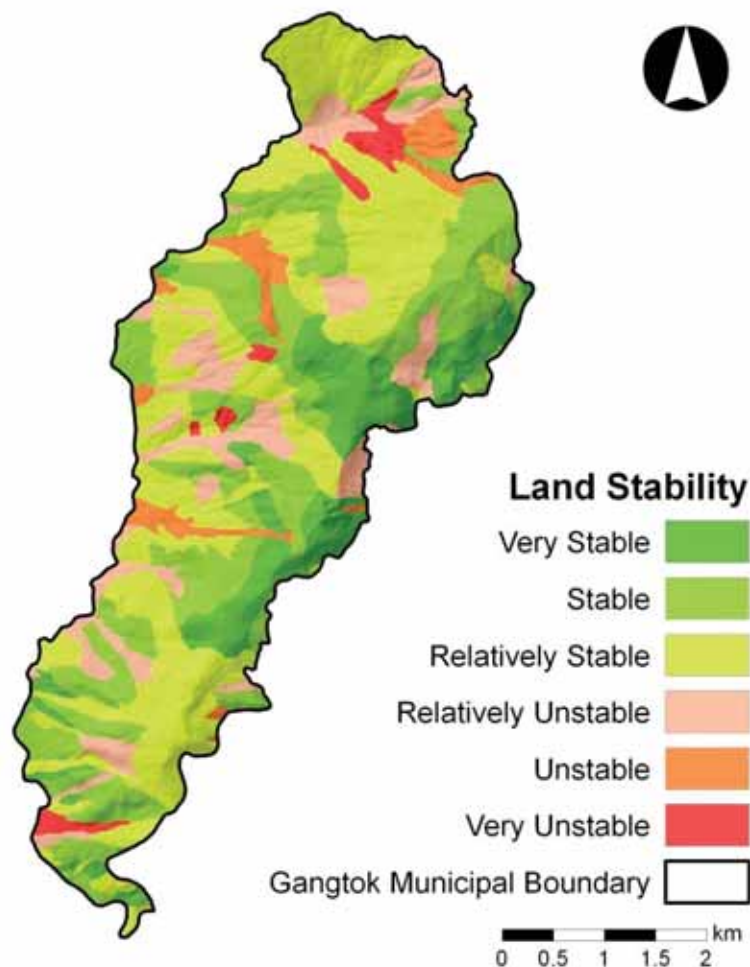 Land Stability
Very Stable
Stable
Relatively Stable
Relatively Unstable
Unstable
Very Unstable
Gangtok Municipal Boundary
km
0 0.5 1 1.5 2